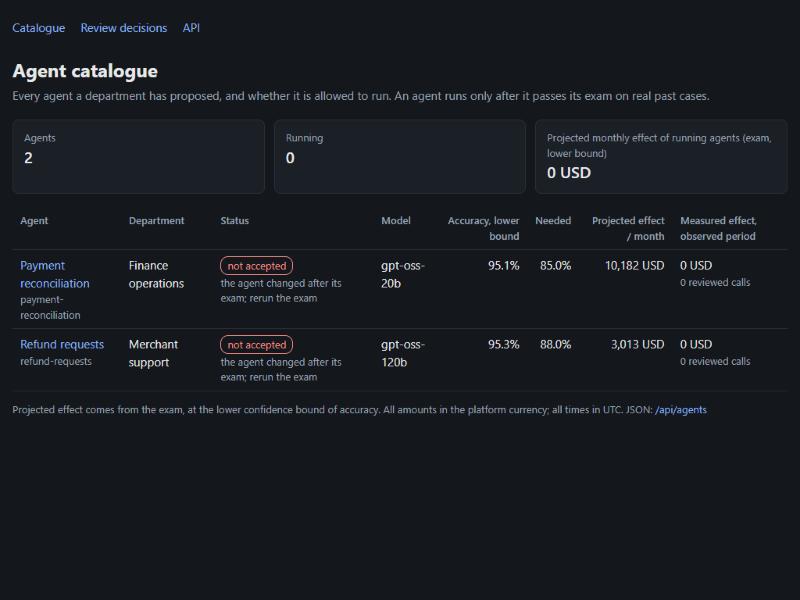 Catalogue Review decisions API
Agent catalogue
Every agent a department has proposed, and whether it is allowed to run. An agent runs only after it passes its exam on real past cases.
Agents
2
Running
0
Projected monthly effect of running agents (exam,
lower bound)
0 USD
Agent Department Status Model Accuracy, lower bound Needed Projected effect / month Measured effect, observed period
Payment
reconciliation
payment-
reconciliation
Finance
operations
not accepted
the agent changed after its
exam; rerun the exam
gpt-oss-
20b
95.1%
85.0%
10,182 USD
0 USD
0 reviewed calls
Refund requests
refund-requests
Merchant
support
not accepted
the agent changed after its
exam; rerun the exam
gpt-oss-
120b
95.3%
88.0%
3,013 USD
0 USD
0 reviewed calls
Projected effect comes from the exam, at the lower confidence bound of accuracy. All amounts in the platform currency; all times in UTC. JSON: /api/agents